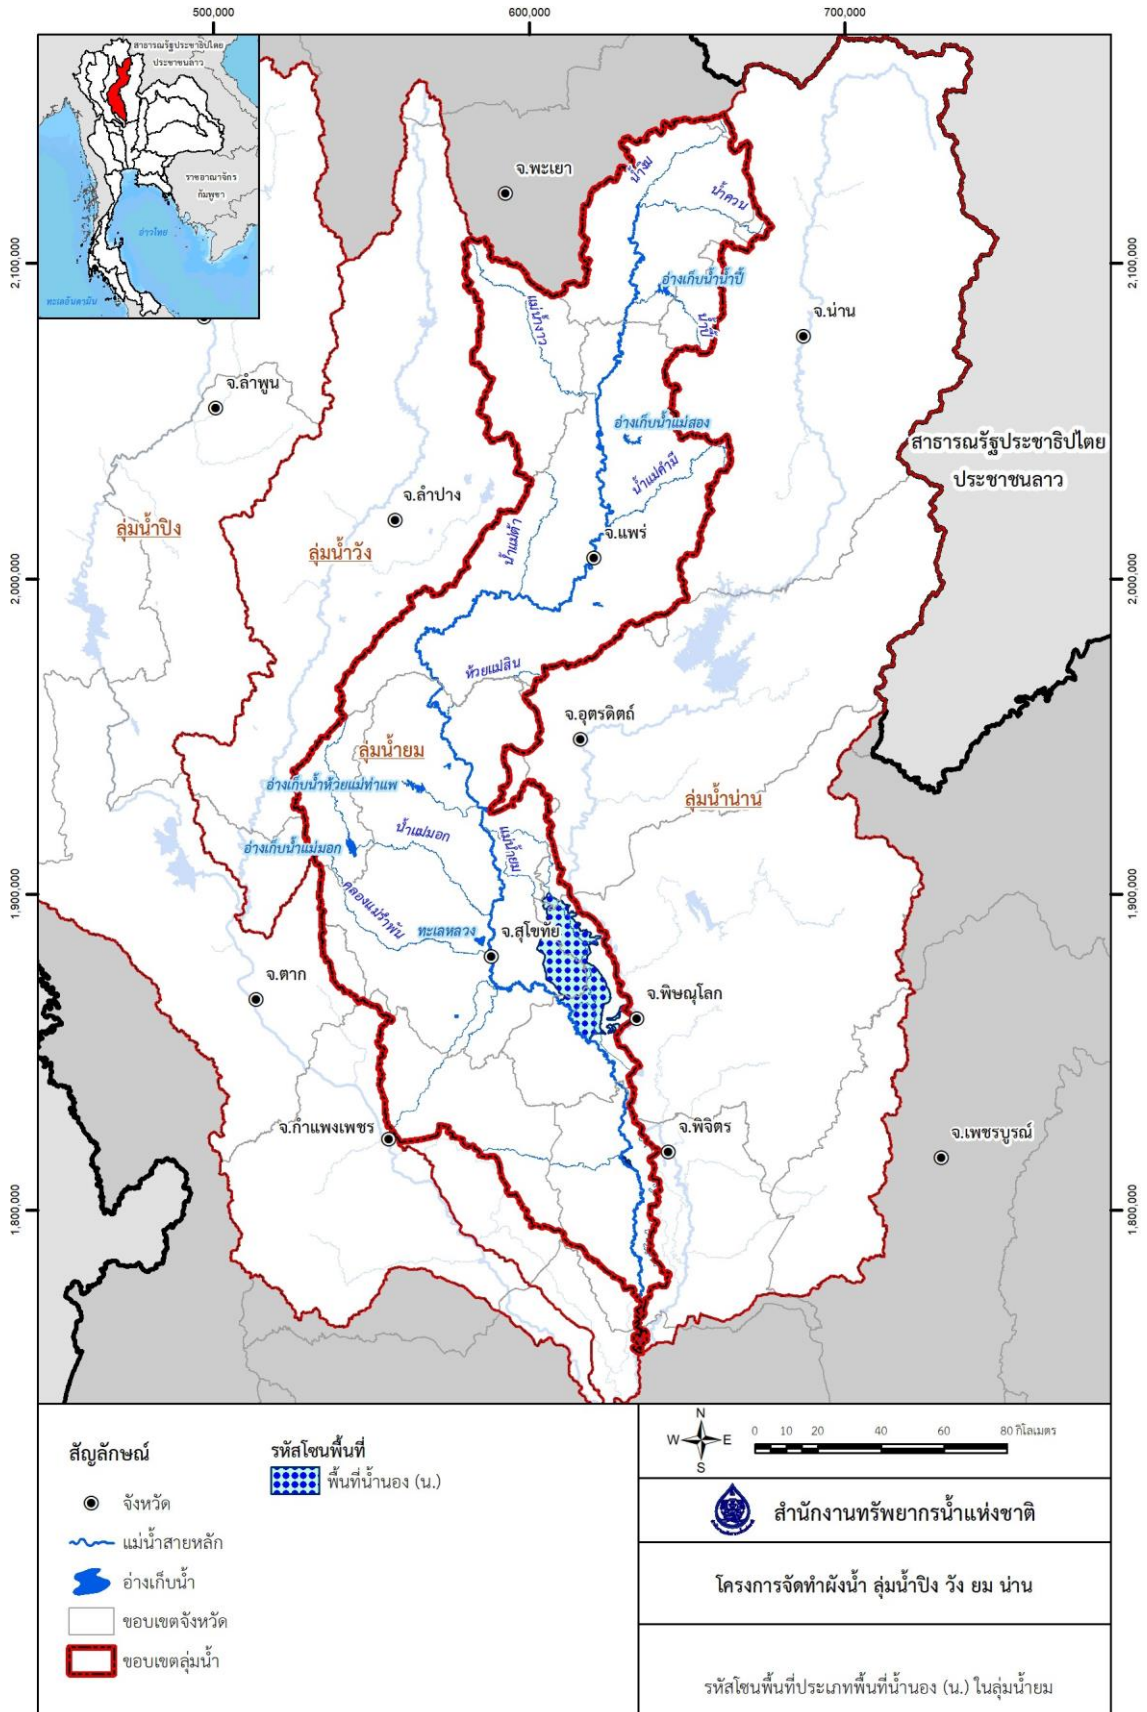 500,000
600,000
700,000
สาธารณรัฐประชาธิปไตย
ประชาชนลาว
ราชอาณาจักร
กัมพูชา
อ่าวไทย
ทะเลอันดามัน
จ.พะเยา
น้ำงิม
น้ำควน
2,100,000
2,100,000
อ่างเก็บน้ำน้ำปี้
แม่น้ำงาว
น้ำปี้
จ.น่าน
จ.ลำพูน
อ่างเก็บน้ำแม่สอง
สาธารณรัฐประชาธิปไตย
ประชาชนลาว
น้ำแม่คำมี
จ.ลำปาง
ลุ่มน้ำปิง
ลุ่มน้ำวัง
น้ำแม่ต้า
จ.แพร่
2,000,000
2,000,000
ห้วยแม่สิน
จ.อุตรดิตถ์
ลุ่มน้ำยม
อ่างเก็บน้ำห้วยแม่ท่าแพ
ลุ่มน้ำน่าน
น้ำแม่มอก
แม่น้ำยม
อ่างเก็บน้ำแม่มอก
1,900,000
1,900,000
คลองแม่รำพัน
ทะเลหลวง
จ.สุโขทัย
จ.ตาก
จ.พิษณุโลก
จ.กำแพงเพชร
จ.พิจิตร
จ.เพชรบูรณ์
1,800,000
1,800,000
สัญลักษณ์
จังหวัด
แม่น้ำสายหลัก
อ่างเก็บน้ำ
ขอบเขตจังหวัด
ขอบเขตลุ่มน้ำ
รหัสโซนพื้นที่
พื้นที่น้ำนอง (น.)
N
W E
S
0 10 20 40 60 80 กิโลเมตร
สำนักงานทรัพยากรน้ำแห่งชาติ
โครงการจัดทำผังน้ำ ลุ่มน้ำปิง วัง ยม น่าน
รหัสโซนพื้นที่ประเภทพื้นที่น้ำนอง (น.) ในลุ่มน้ำยม